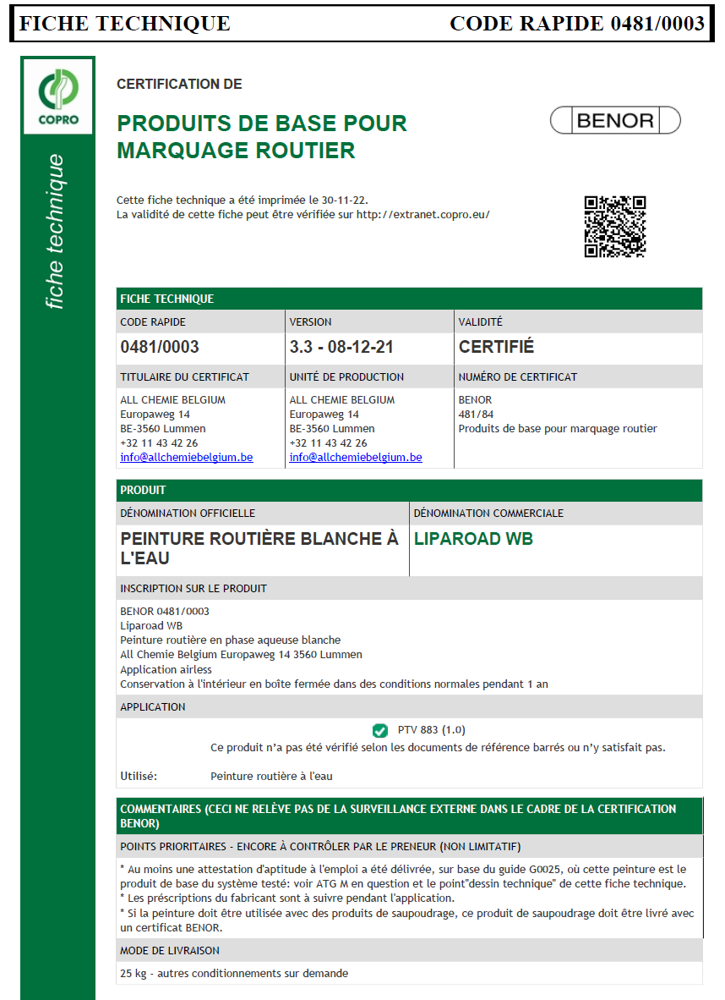 FICHE TECHNIQUE CODE RAPIDE 0481/0003
COPRO
fiche technique
CERTIFICATION DE
PRODUITS DE BASE POUR
MARQUAGE ROUTIER
BENOR
Cette fiche technique a été imprimée le 30-11-22.
La validité de cette fiche peut être vérifiée sur http://extranet.copro.eu/
FICHE TECHNIQUE
CODE RAPIDE VERSION VALIDITÉ
0481/0003 3.3 - 08-12-21 CERTIFIÉ
TITULAIRE DU CERTIFICAT UNITÉ DE PRODUCTION NUMÉRO DE CERTIFICAT
ALL CHEMIE BELGIUM ALL CHEMIE BELGIUM BENOR
Europaweg 14 Europaweg 14 481/84
BE-3560 Lummen BE-3560 Lummen Produits de base pour marquage routier
+32 11 43 42 26 +32 11 43 42 26
info@allchemiebelgium.be info@allchemiebelgium.be
PRODUIT
DÉNOMINATION OFFICIELLE DÉNOMINATION COMMERCIALE
PEINTURE ROUTIÈRE BLANCHE À LIPAROAD WB
L'EAU
INSCRIPTION SUR LE PRODUIT
BENOR 0481/0003
Liparoad WB
Peinture routière en phase aqueuse blanche
All Chemie Belgium Europaweg 14 3560 Lummen
Application airless
Conservation à l'intérieur en boîte fermée dans des conditions normales pendant 1 an
APPLICATION
PTV 883 (1.0)
Ce produit n’a pas été vérifié selon les documents de référence barrés ou n’y satisfait pas.
Utilisé: Peinture routière à l'eau
COMMENTAIRES (CECI NE RELÈVE PAS DE LA SURVEILLANCE EXTERNE DANS LE CADRE DE LA CERTIFICATION
BENOR)
POINTS PRIORITAIRES - ENCORE À CONTRÔLER PAR LE PRENEUR (NON LIMITATIF)
* Au moins une attestation d'aptitude à l'emploi a été délivrée, sur base du guide G0025, où cette peinture est le
produit de base du système testé: voir ATG M en question et le point"dessin technique" de cette fiche technique.
* Les préscriptions du fabricant sont à suivre pendant l'application.
* Si la peinture doit être utilisée avec des produits de saupoudrage, ce produit de saupoudrage doit être livré avec
un certificat BENOR.
MODE DE LIVRAISON
25 kg - autres conditionnements sur demande